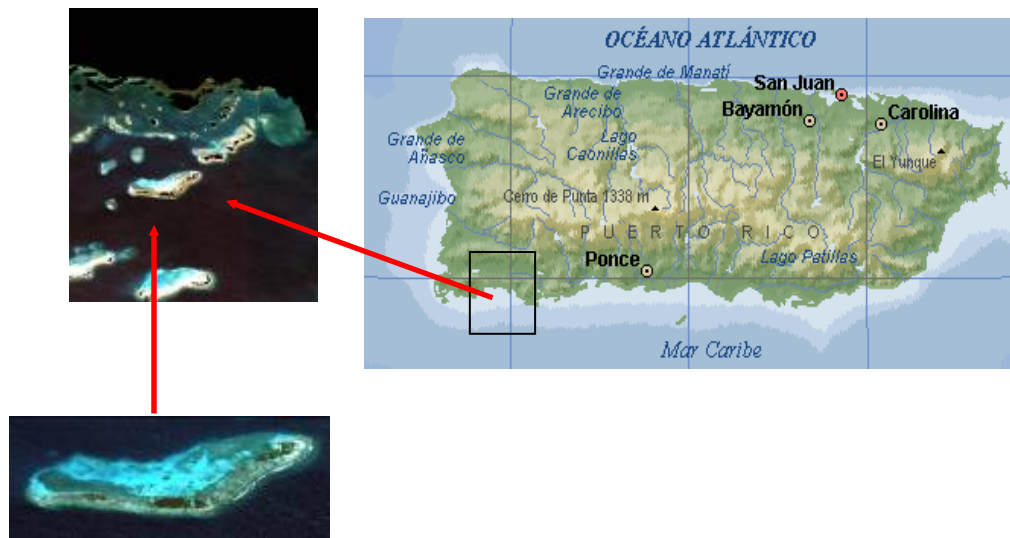 OCÉANO ATLÁNTICO
Grande de Manatí
San Juan
Grande de
Arecibo
Bayamón
Carolina
Grande de
Añasco
Lago
Caonillas
El Yunque
Guanajibo
Cerro de Punta 1338 m
PUERTO RICO
Ponce
Lago Patillas
Mar Caribe